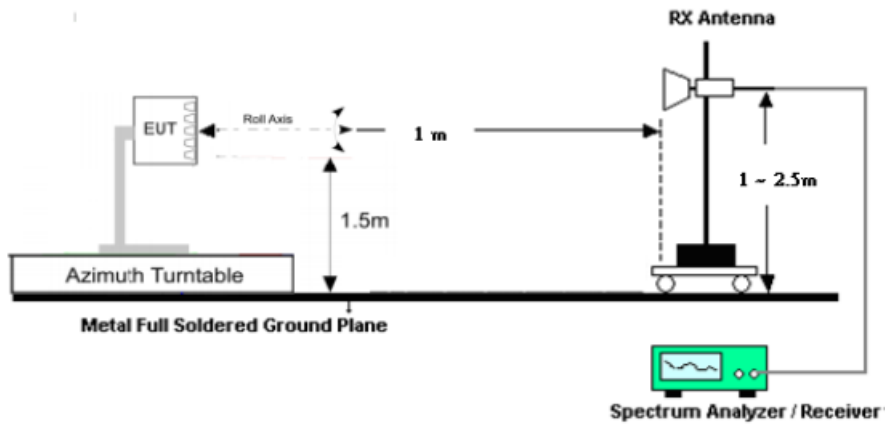 RX Antenna
EUT
Roll Axis
1 m
1 ~ 2.5m
1.5m
Azimuth Turntable
Metal Full Soldered Ground Plane
Spectrum Analyzer / Receiver